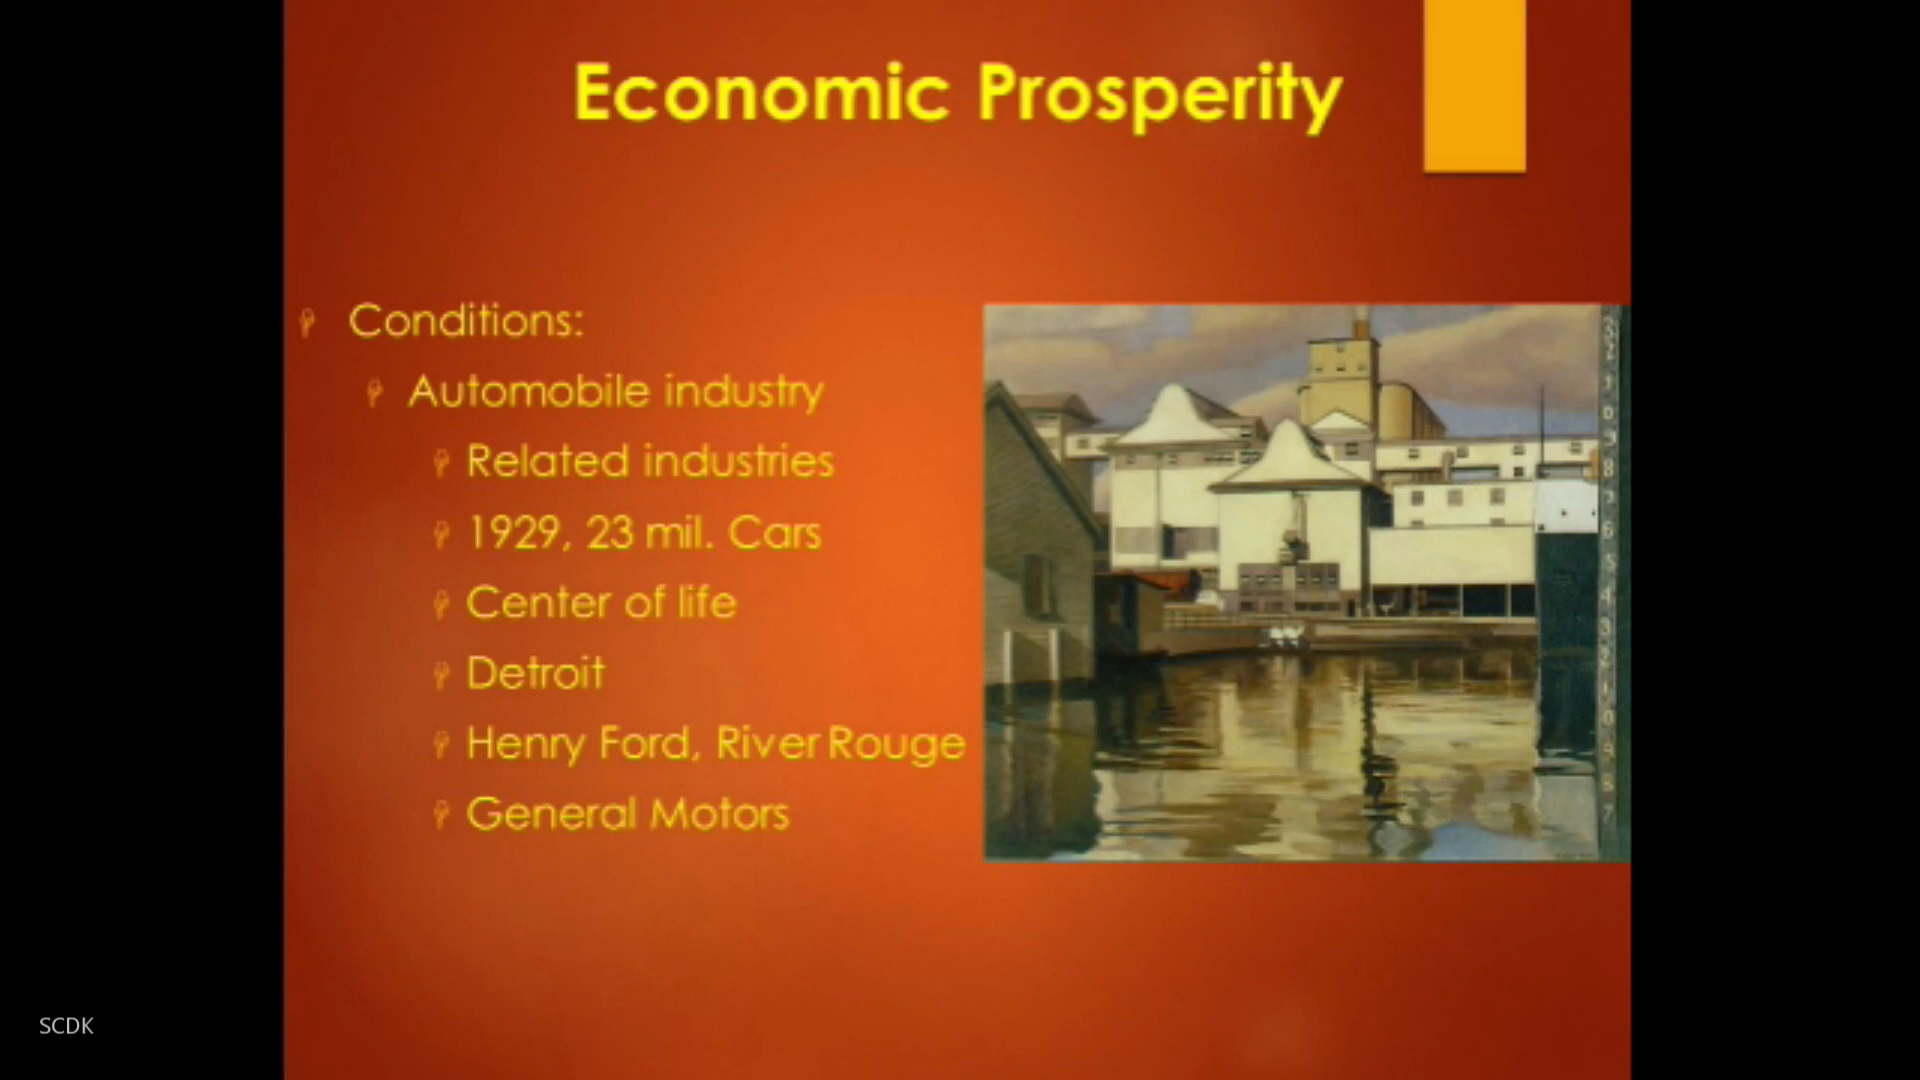 Economic Prosperity
Conditions:
Automobile industry
Related industries
1929, 23 mil. Cars
Center of life
Detroit
Henry Ford, River Rouge
General Motors
SCDK